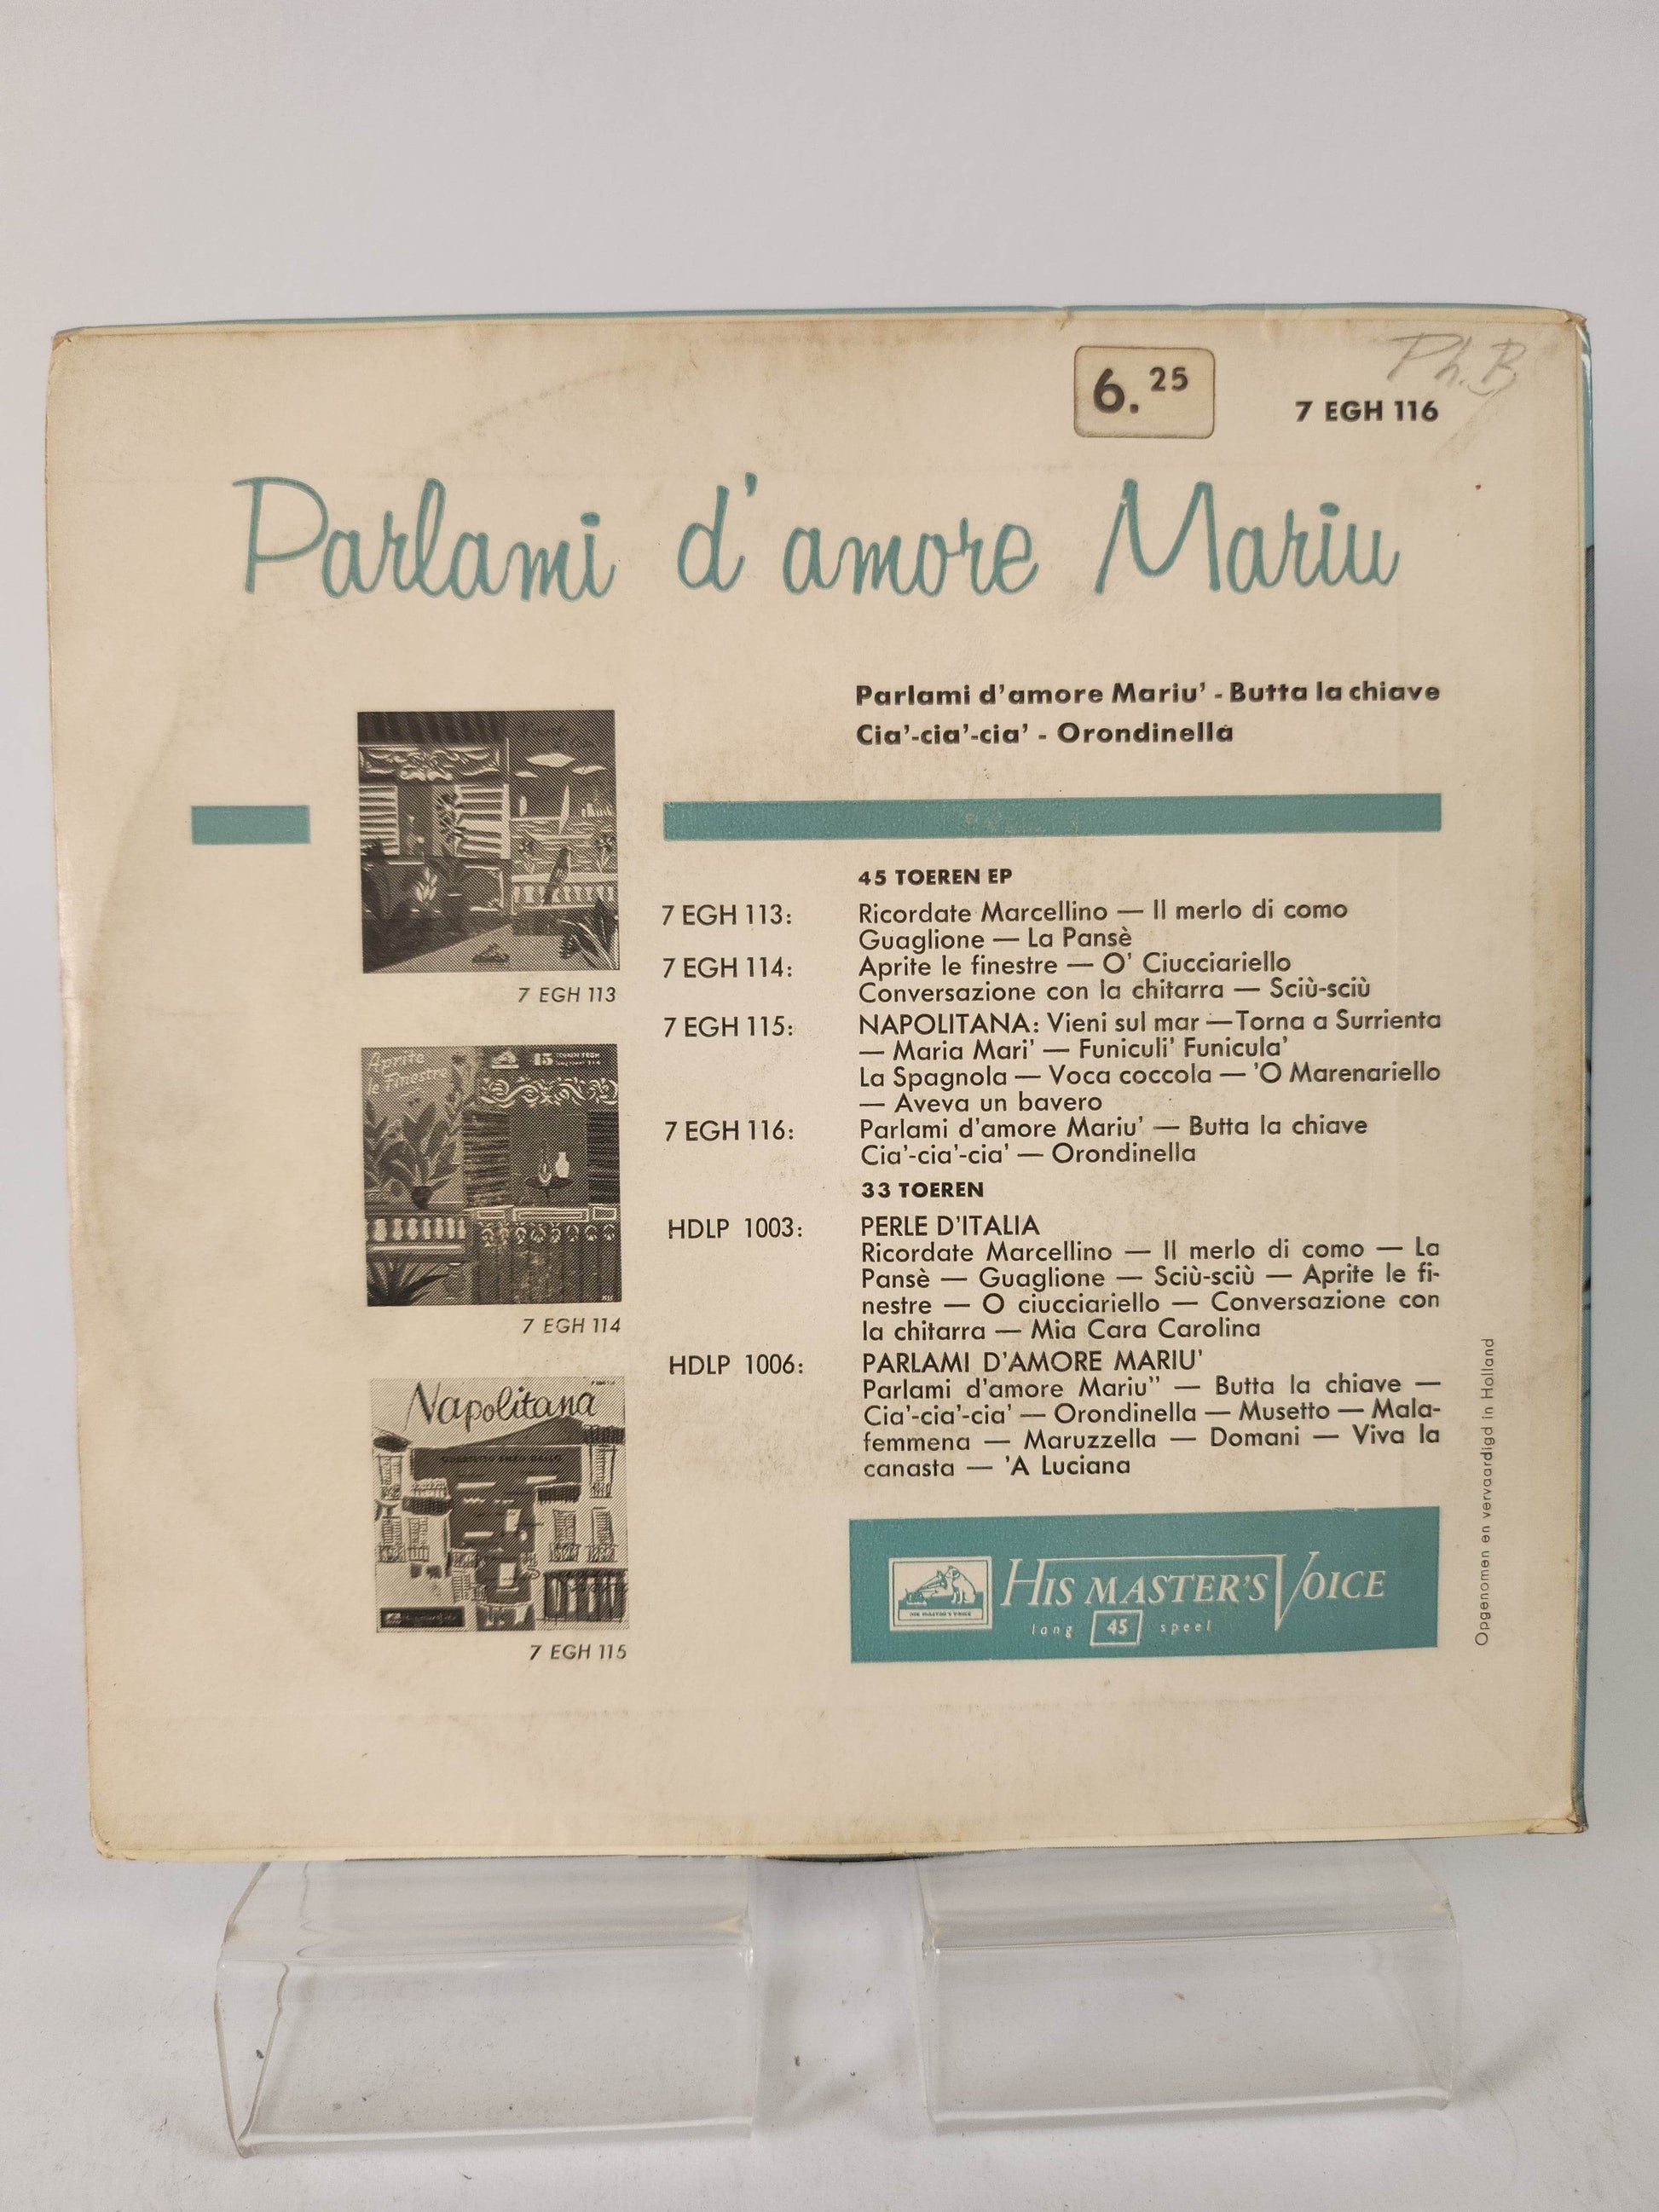 Ph.B
6.25
7 EGH 116
Parlami d'amore Mariu
Parlami d'amore Mariu' - Butta la chiave
Cia'-cia'-cia' - Orondinella
45 TOEREN EP
7 EGH 113: Ricordate Marcellino — Il merlo di como
Guaglione — La Pansè
7 EGH 114: Aprite le finestre — O' Ciucciariello
Conversazione con la chitarra — Sciù-sciù
7 EGH 115: NAPOLITANA: Vieni sul mar — Torna a Surrienta
— Maria Mari' — Funiculi' Funicula'
La Spagnola — Voca coccola — 'O Marenariello
— Aveva un bavero
7 EGH 116: Parlami d'amore Mariu' — Butta la chiave
Cia'-cia'-cia' — Orondinella
33 TOEREN
HDLP 1003: PERLE D'ITALIA
Ricordate Marcellino — Il merlo di como — La
Pansè — Guaglione — Sciù-sciù — Aprite le fi-
nestre — O ciucciariello — Conversazione con
la chitarra — Mia Cara Carolina
HDLP 1006: PARLAMI D'AMORE MARIU'
Parlami d'amore Mariu'' — Butta la chiave —
Cia'-cia'-cia' — Orondinella — Musetto — Mala-
femmena — Maruzzella — Domani — Viva la
canasta — 'A Luciana
7 EGH 113
Aprite
le Finestre
45 TOEREN
7 EGH 114
Napolitana
7 EGH 115
HIS MASTER'S VOICE
HIS MASTER'S VOICE
lang 45 speel
Opgenomen en vervaardigd in Holland